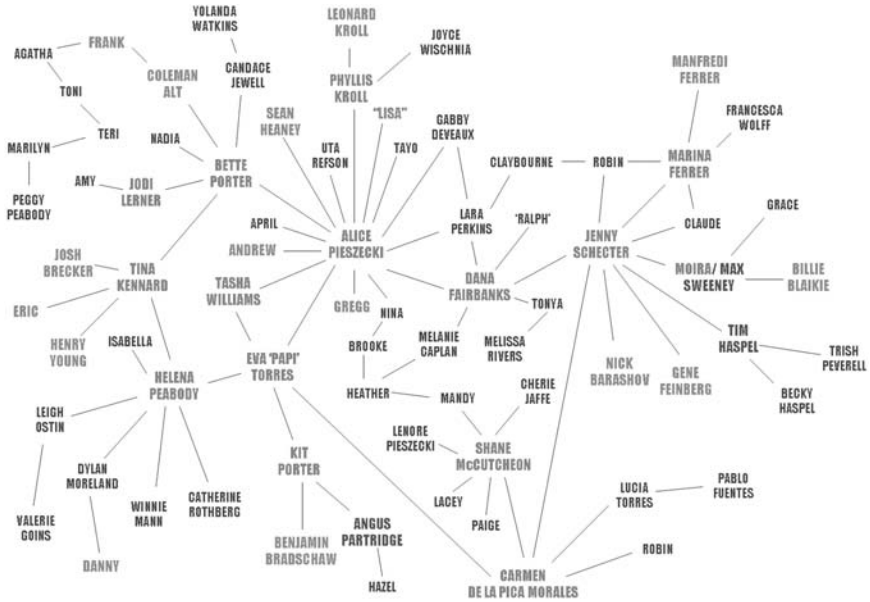 YOLANDA
WATKINS
LEONARD
KROLL
JOYCE
WISCHNIA
AGATHA
FRANK
COLEMAN
ALT
CANDACE
JEWELL
PHYLLIS
KROLL
MANFREDI
FERRER
TONI
SEAN
HEANEY
"LISA"
GABBY
DEVEAUX
FRANCESCA
WOLFF
TERI
NADIA
UTA
REFSON
TAYO
MARILYN
BETTE
PORTER
CLAYBOURNE
ROBIN
MARINA
FERRER
AMY
JODI
LERNER
PEGGY
PEABODY
APRIL
ALICE
PIESZECKI
LARA
PERKINS
'RALPH'
JENNY
SCHECTER
CLAUDE
GRACE
ANDREW
JOSH
BRECKER
TINA
KENNARD
TASHA
WILLIAMS
GREGG
DANA
FAIRBANKS
MOIRA/ MAX
SWEENEY
BILLIE
BLAIKIE
ERIC
NINA
TONYA
HENRY
YOUNG
ISABELLA
EVA 'PAPI'
TORRES
BROOKE
MELANIE
CAPLAN
MELISSA
RIVERS
TIM
HASPEL
TRISH
PEVERELL
HELENA
PEABODY
HEATHER
MANDY
CHERIE
JAFFE
NICK
BARASHOV
GENE
FEINBERG
BECKY
HASPEL
LEIGH
OSTIN
LENORE
PIESZECKI
SHANE
McCUTCHEON
KIT
PORTER
DYLAN
MORELAND
WINNIE
MANN
CATHERINE
ROTHBERG
LACEY
PAIGE
LUCIA
TORRES
PABLO
FUENTES
VALERIE
GOINS
DANNY
BENJAMIN
BRADSCHAW
ANGUS
PARTRIDGE
HAZEL
ROBIN
CARMEN
DE LA PICA MORALES